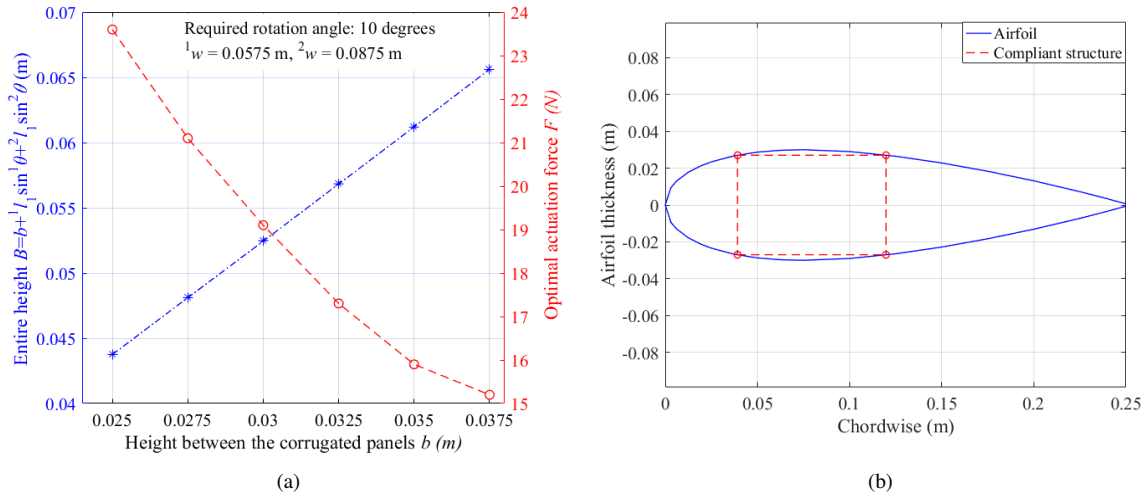 Required rotation angle: 10 degrees
¹w = 0.0575 m, ²w = 0.0875 m
Entire height B=b+¹l₁sin¹θ+²l₁sin²θ (m)
0.07
0.065
0.06
0.055
0.05
0.045
0.04
24
23
22
21
20
19
18
17
16
15
Optimal actuation force F (N)
0.025 0.0275 0.03 0.0325 0.035 0.0375
Height between the corrugated panels b (m)
(a)
Airfoil
Compliant structure
Airfoil thickness (m)
0.08
0.06
0.04
0.02
0
-0.02
-0.04
-0.06
-0.08
0 0.05 0.1 0.15 0.2 0.25
Chordwise (m)
(b)